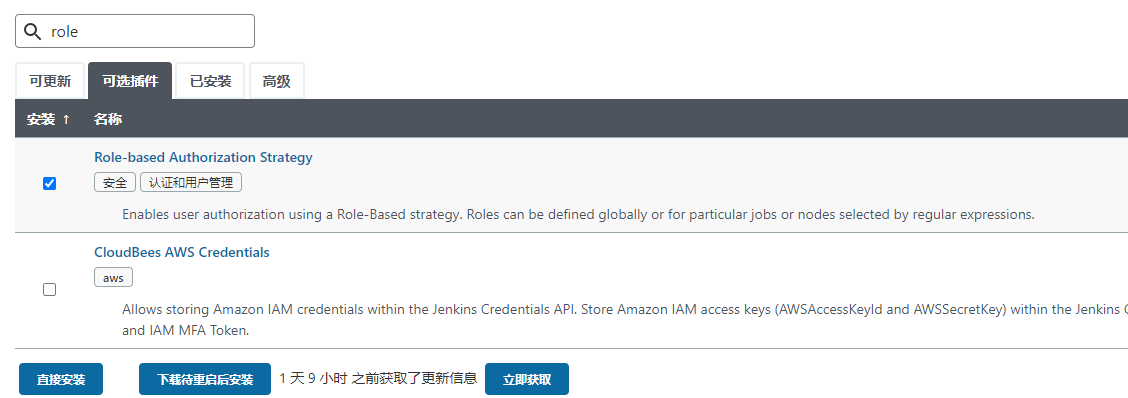 role
可更新 可选插件 已安装 高级
安装 ↑ 名称
Role-based Authorization Strategy
安全 认证和用户管理
Enables user authorization using a Role-Based strategy. Roles can be defined globally or for particular jobs or nodes selected by regular expressions.
CloudBees AWS Credentials
aws
Allows storing Amazon IAM credentials within the Jenkins Credentials API. Store Amazon IAM access keys (AWSAccessKeyId and AWSSecretKey) within the Jenkins
and IAM MFA Token.
直接安装 下载待重启后安装 1 天 9 小时 之前获取了更新信息 立即获取